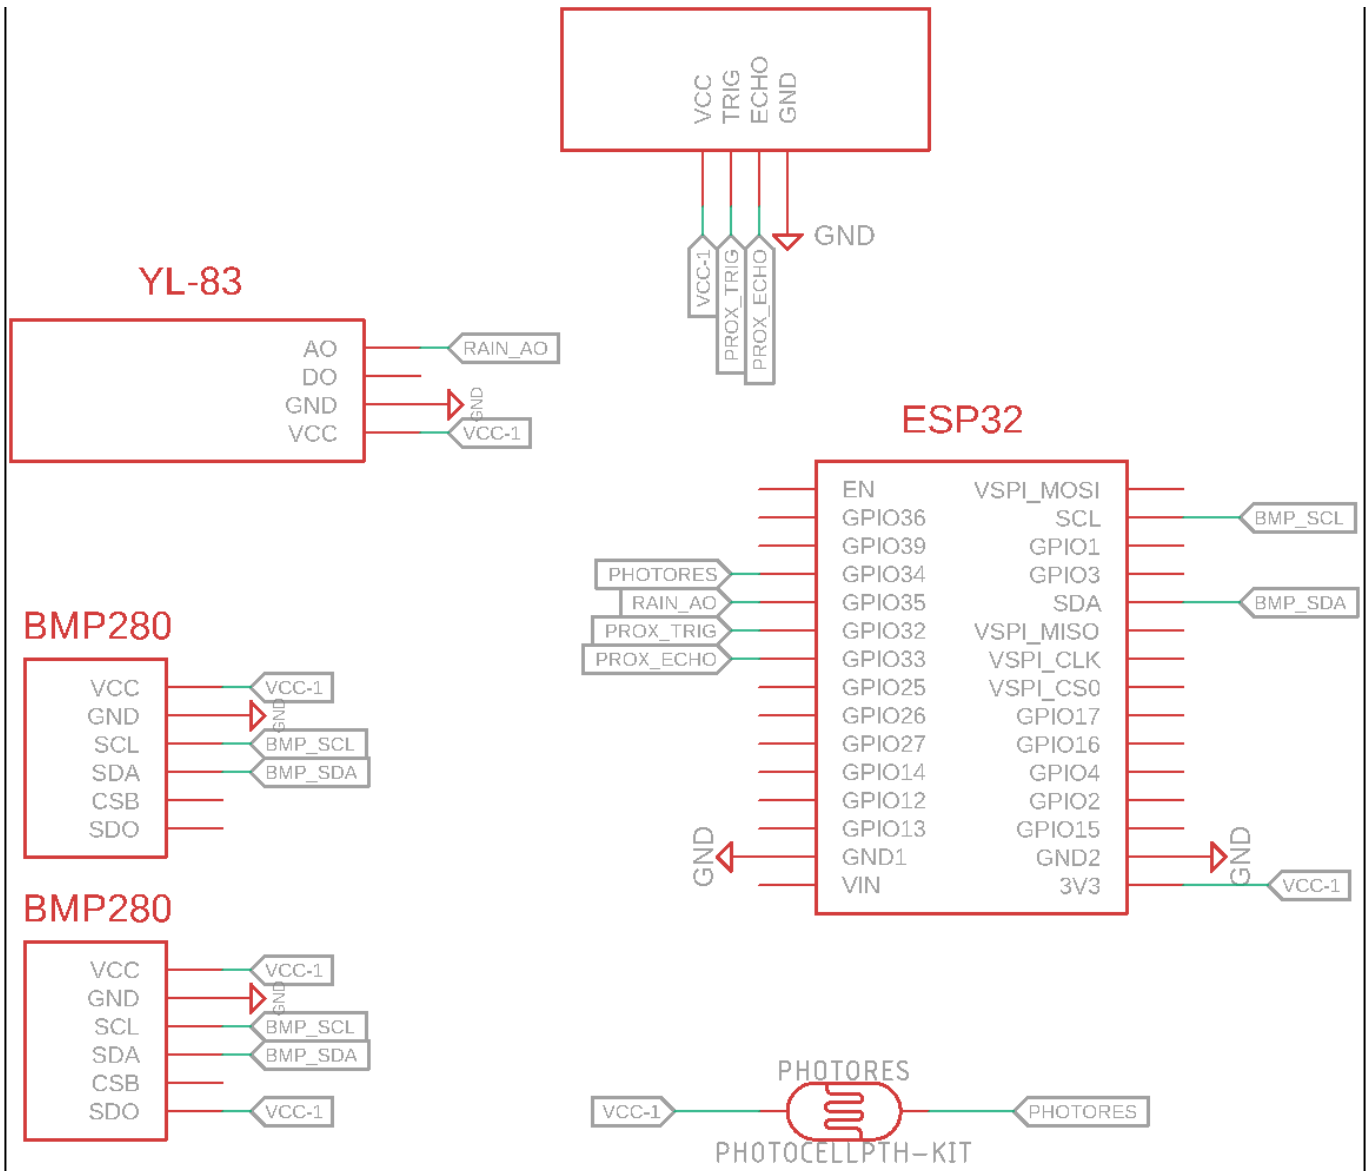 VCC
TRIG
ECHO
GND
VCC-1
PROX_TRIG
PROX_ECHO
GND
YL-83
AO
RAIN_AO
DO
GND
GND
VCC
VCC-1
ESP32
EN
VSPI_MOSI
GPIO36
SCL
BMP_SCL
GPIO39
GPIO1
PHOTORES
GPIO34
GPIO3
RAIN_AO
GPIO35
SDA
BMP_SDA
PROX_TRIG
GPIO32
VSPI_MISO
PROX_ECHO
GPIO33
VSPI_CLK
GPIO25
VSPI_CS0
GPIO26
GPIO17
GPIO27
GPIO16
GPIO14
GPIO4
GPIO12
GPIO2
GPIO13
GPIO15
GND
GND1
GND2
GND
VIN
3V3
VCC-1
BMP280
VCC
VCC-1
GND
GND
SCL
BMP_SCL
SDA
BMP_SDA
CSB
SDO
BMP280
VCC
VCC-1
GND
GND
SCL
BMP_SCL
SDA
BMP_SDA
CSB
SDO
VCC-1
PHOTORES
VCC-1
PHOTORES
PHOTOCELLPTH-KIT